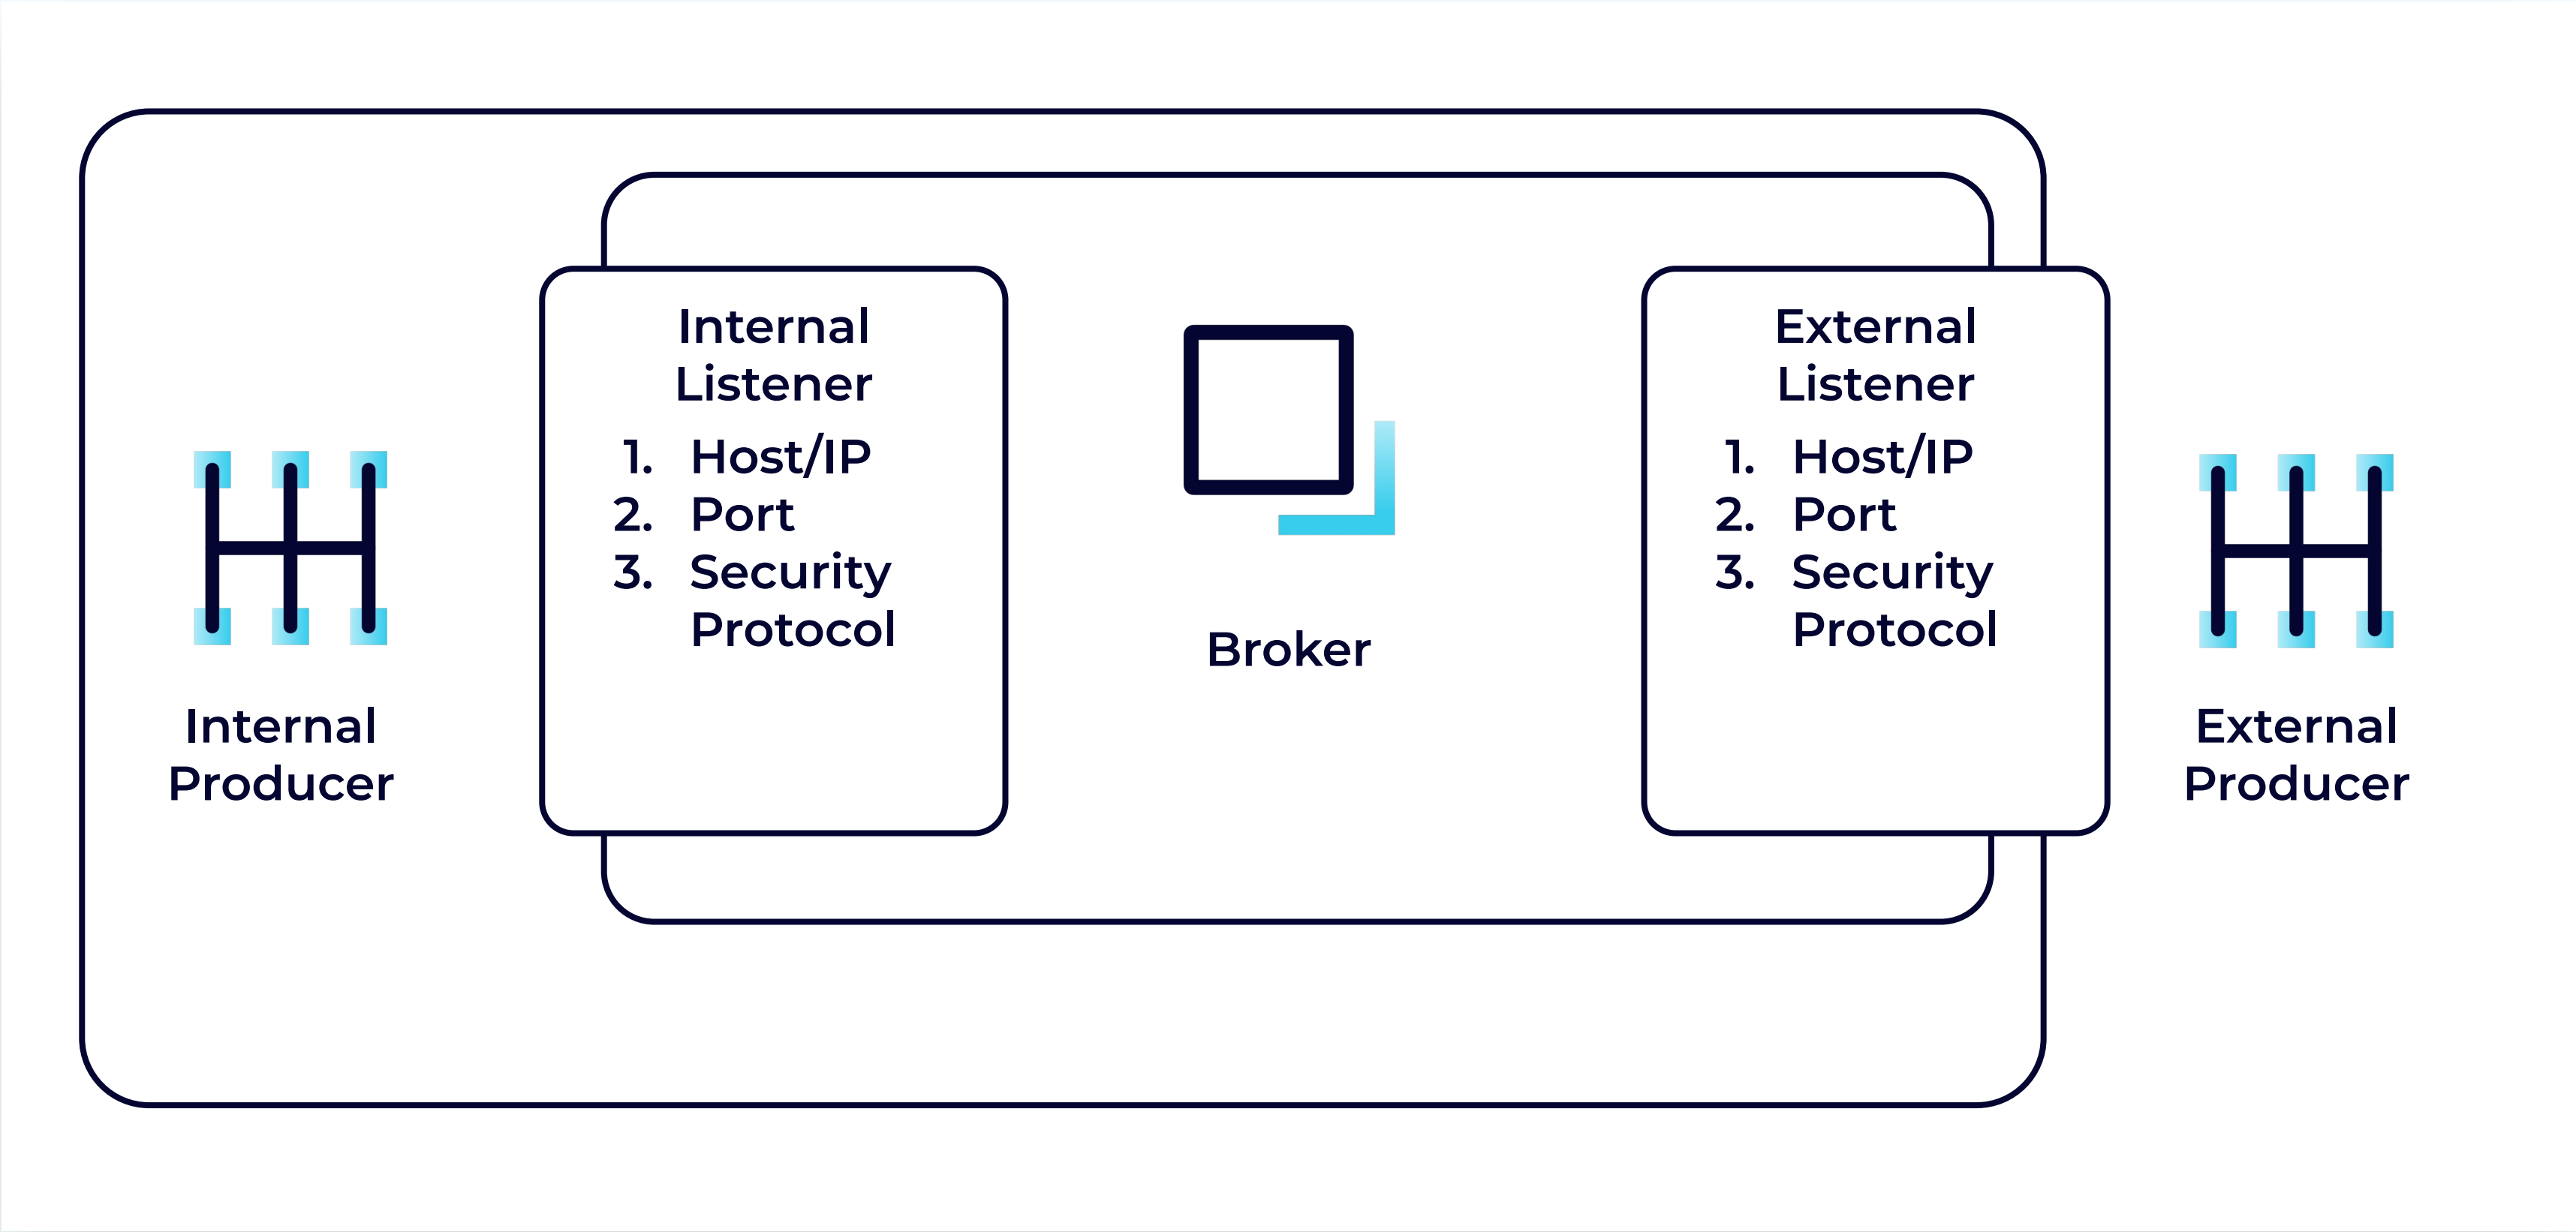 Internal
Producer
Internal
Listener
1. Host/IP
2. Port
3. Security
Protocol
Broker
External
Listener
1. Host/IP
2. Port
3. Security
Protocol
External
Producer